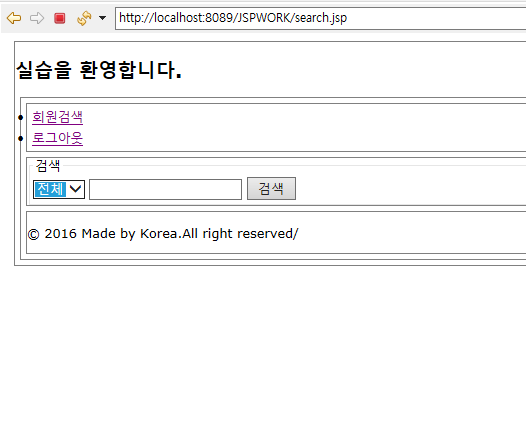 http://localhost:8089/JSPWORK/search.jsp
실습을 환영합니다.
회원검색
로그아웃
검색
전체 검색
© 2016 Made by Korea.All right reserved/